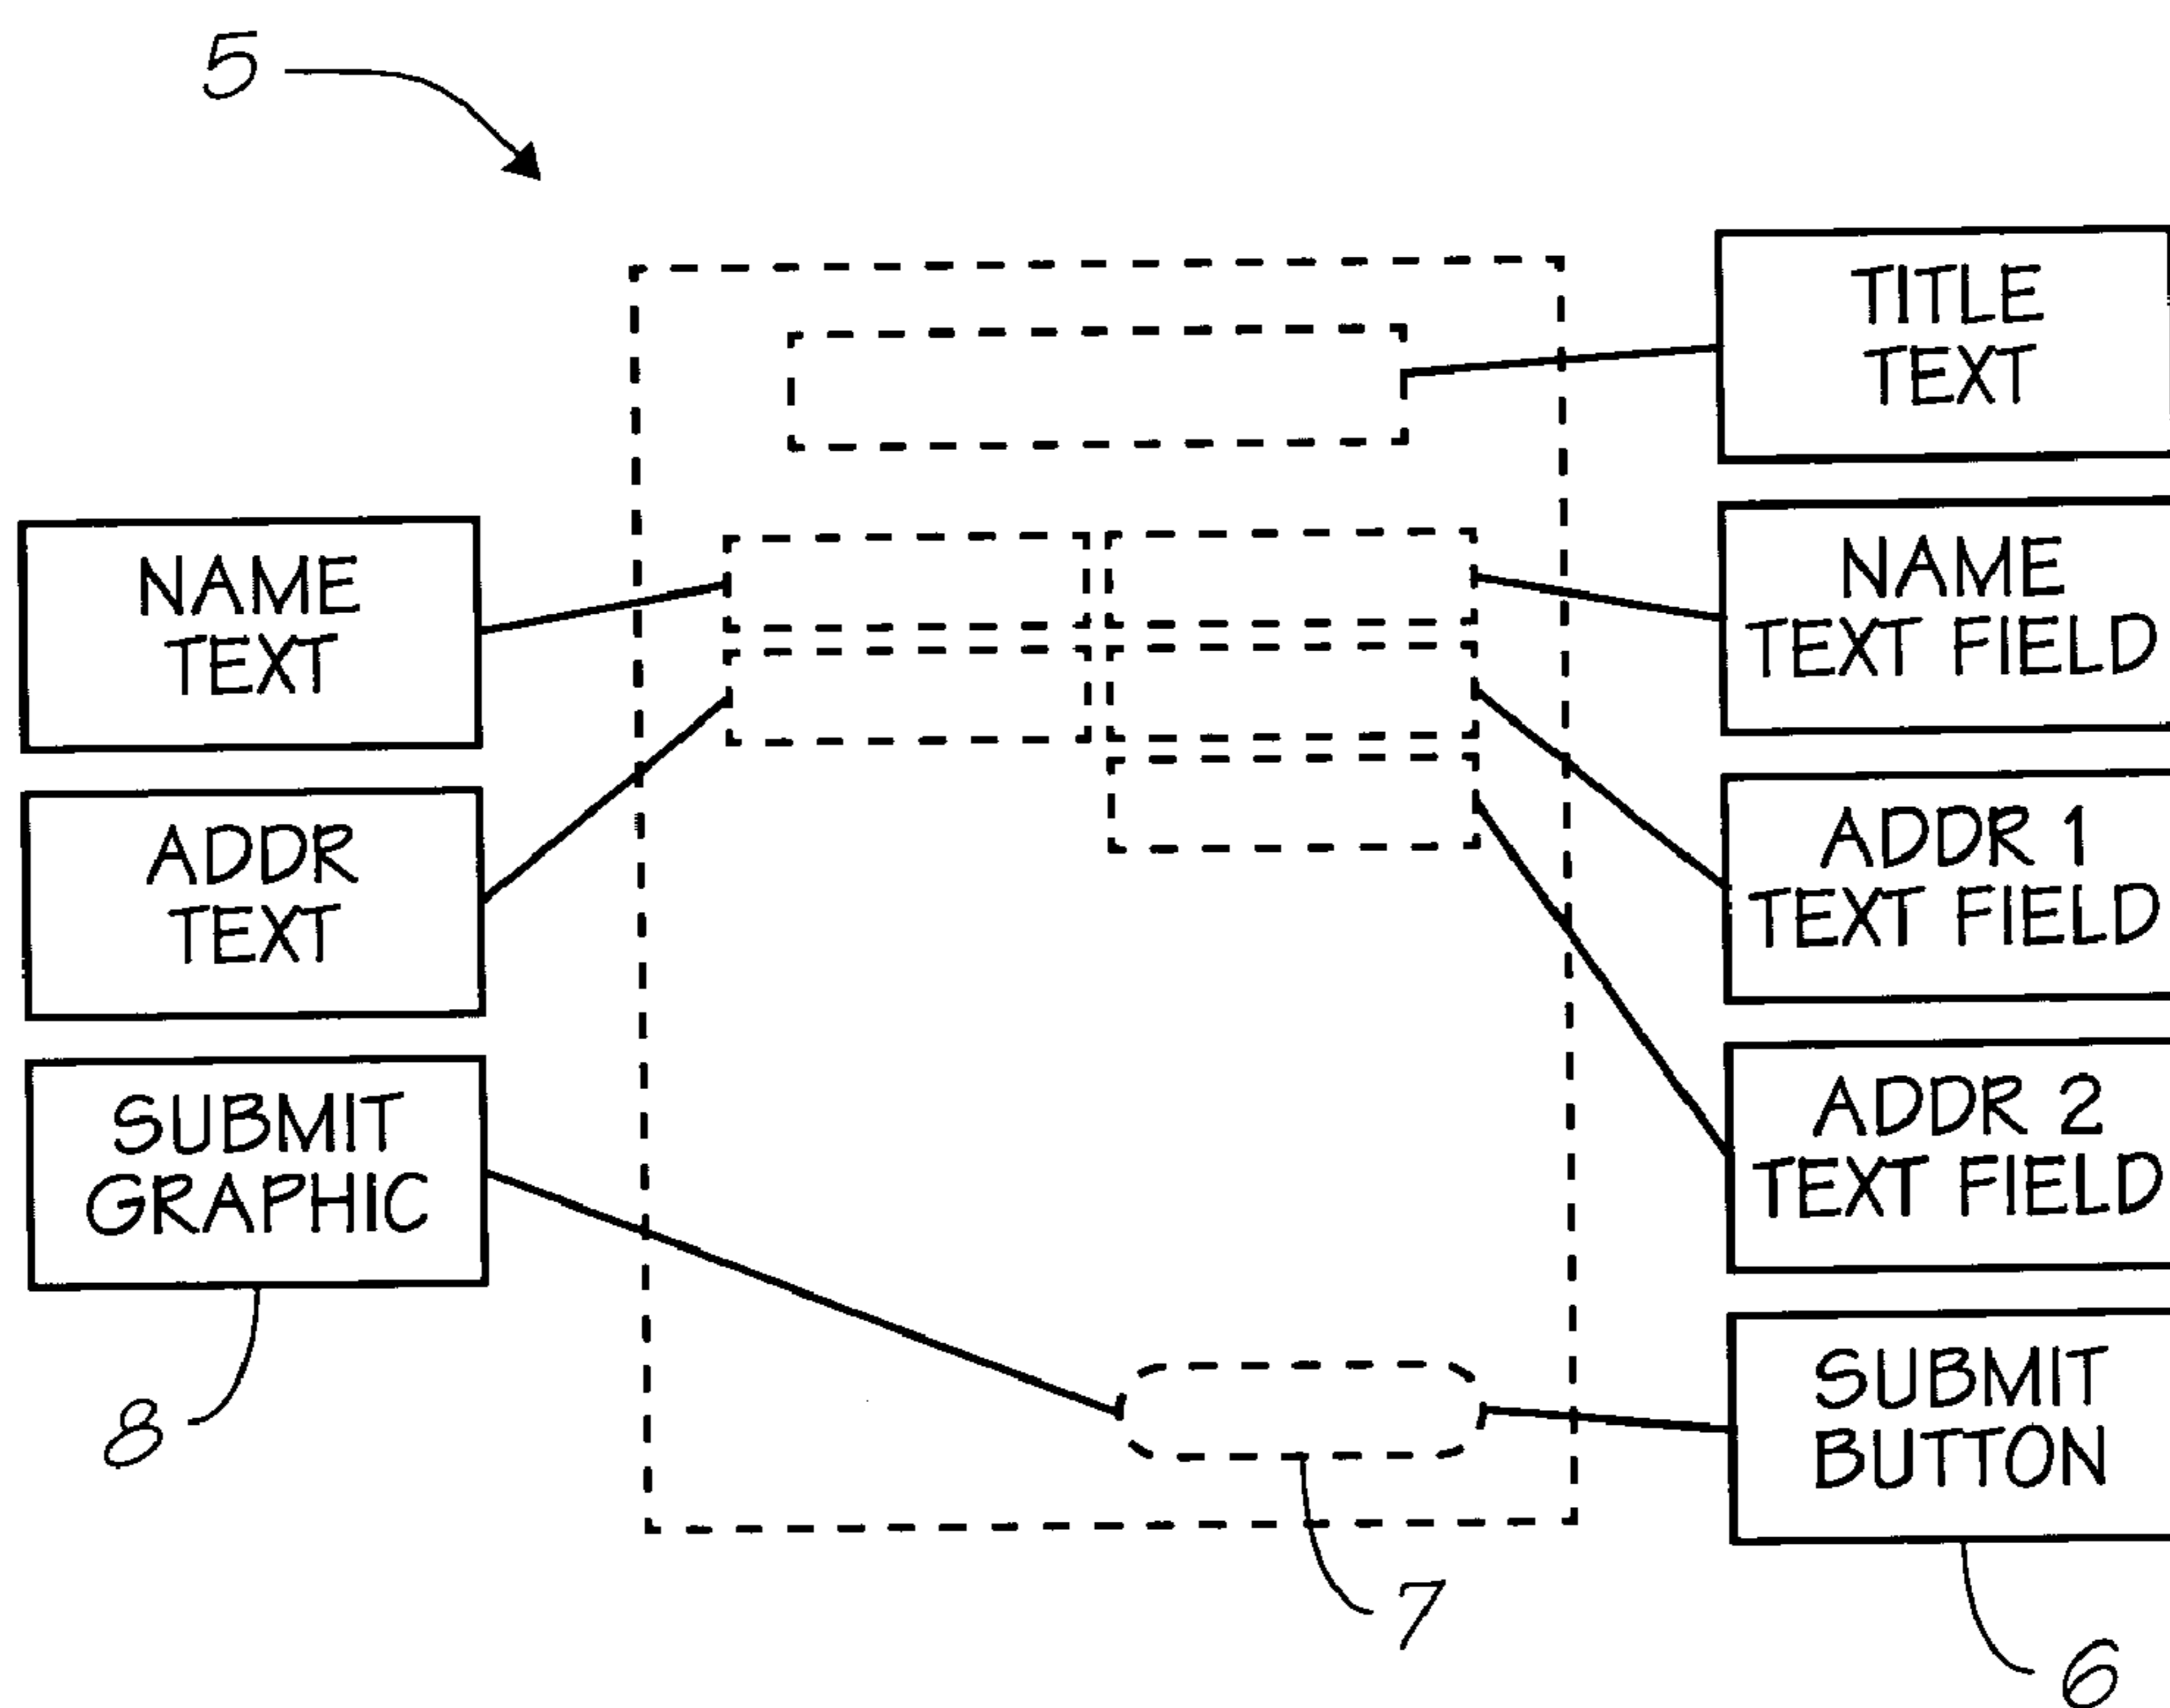 5
TITLE
TEXT
NAME
TEXT
NAME
TEXT FIELD
ADDR
TEXT
ADDR 1
TEXT FIELD
SUBMIT
GRAPHIC
ADDR 2
TEXT FIELD
SUBMIT
BUTTON
8
7
6